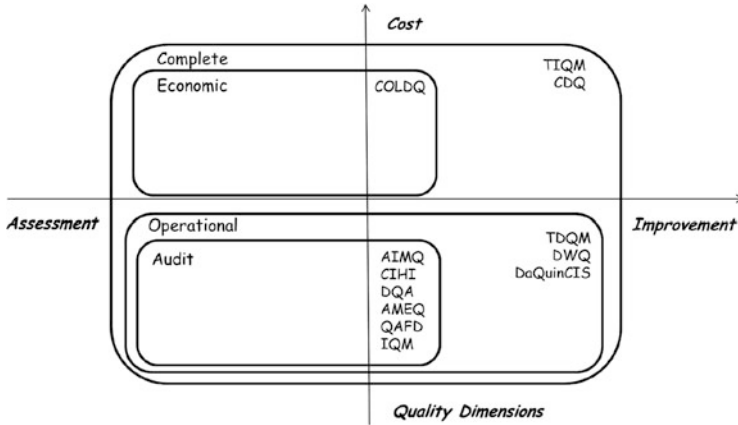 Cost
Complete
TIQM
Economic
COLDQ
CDQ
Assessment
Improvement
Operational
TDQM
Audit
AIMQ
DWQ
CIHI
DaQuinCIS
DQA
AMEQ
QAFD
IQM
Quality Dimensions